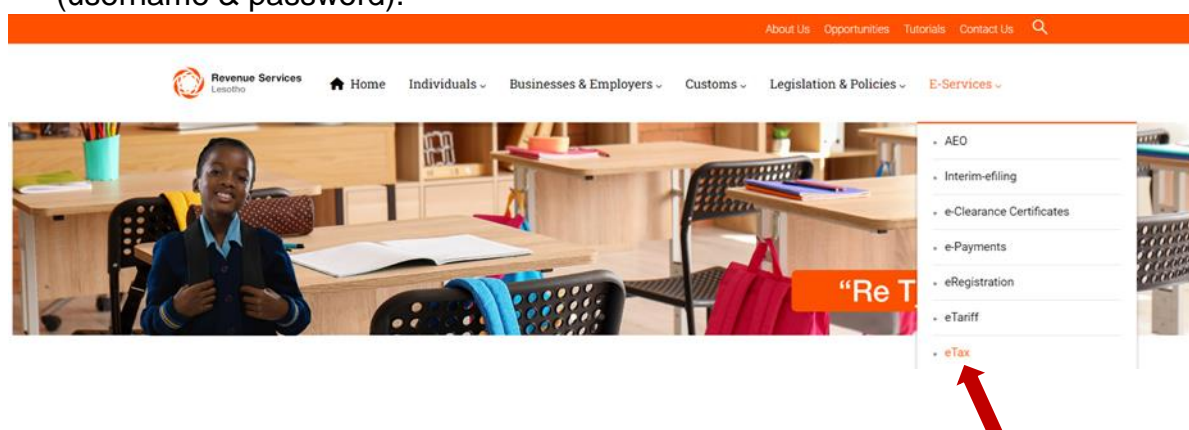 (username & password).
About Us Opportunities Tutorials Contact Us
Revenue Services
Lesotho
Home Individuals Businesses & Employers Customs Legislation & Policies E-Services
AEO
Interim-efiling
e-Clearance Certificates
e-Payments
eRegistration
eTariff
eTax
“Re T